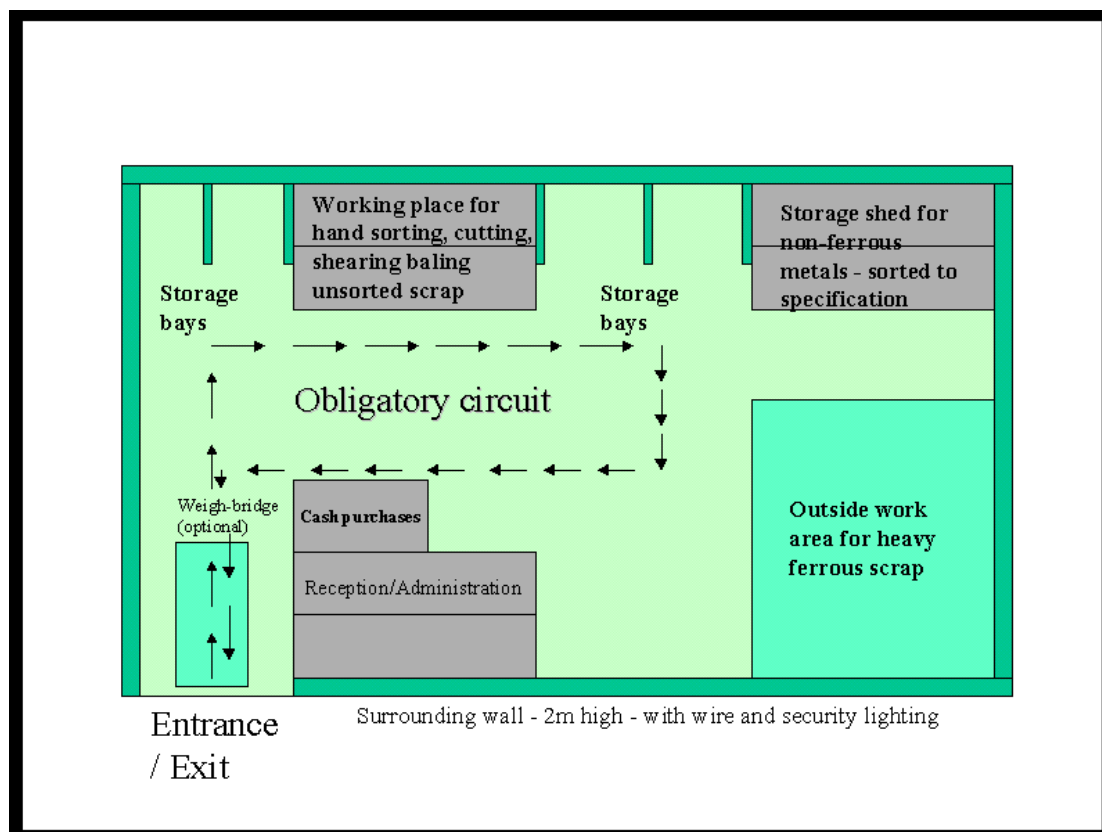 Working place for
hand sorting, cutting,
shearing baling
unsorted scrap
Storage shed for
non-ferrous
metals - sorted to
specification
Storage
bays
Storage
bays
Obligatory circuit
Weigh-bridge
(optional)
Cash purchases
Reception/Administration
Outside work
area for heavy
ferrous scrap
Entrance
/ Exit
Surrounding wall - 2m high - with wire and security lighting